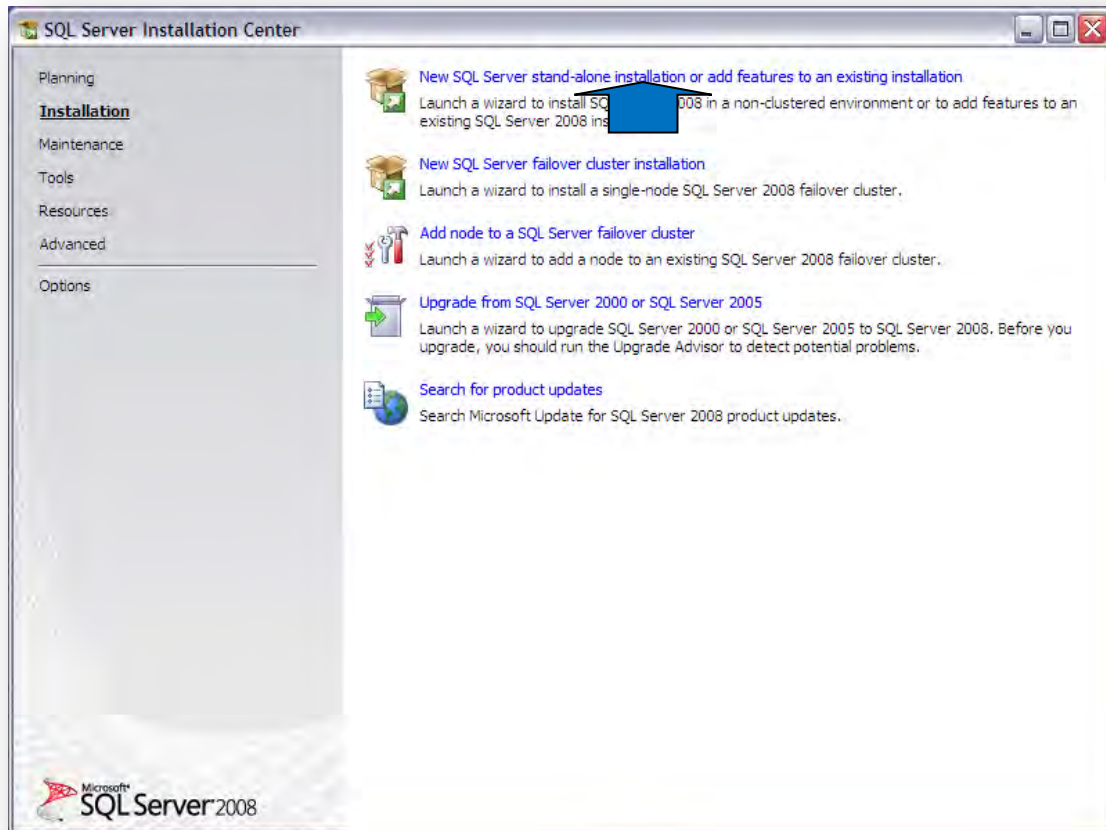 SQL Server Installation Center
Planning
Installation
Maintenance
Tools
Resources
Advanced
Options
New SQL Server stand-alone installation or add features to an existing installation
Launch a wizard to install 008 in a non-clustered environment or to add features to an
existing SQL Server 2008
New SQL Server failover cluster installation
Launch a wizard to install a single-node SQL Server 2008 failover cluster.
Add node to a SQL Server failover cluster
Launch a wizard to add a node to an existing SQL Server 2008 failover cluster.
Upgrade from SQL Server 2000 or SQL Server 2005
Launch a wizard to upgrade SQL Server 2000 or SQL Server 2005 to SQL Server 2008. Before you
upgrade, you should run the Upgrade Advisor to detect potential problems.
Search for product updates
Search Microsoft Update for SQL Server 2008 product updates.
Microsoft
SQL Server 2008